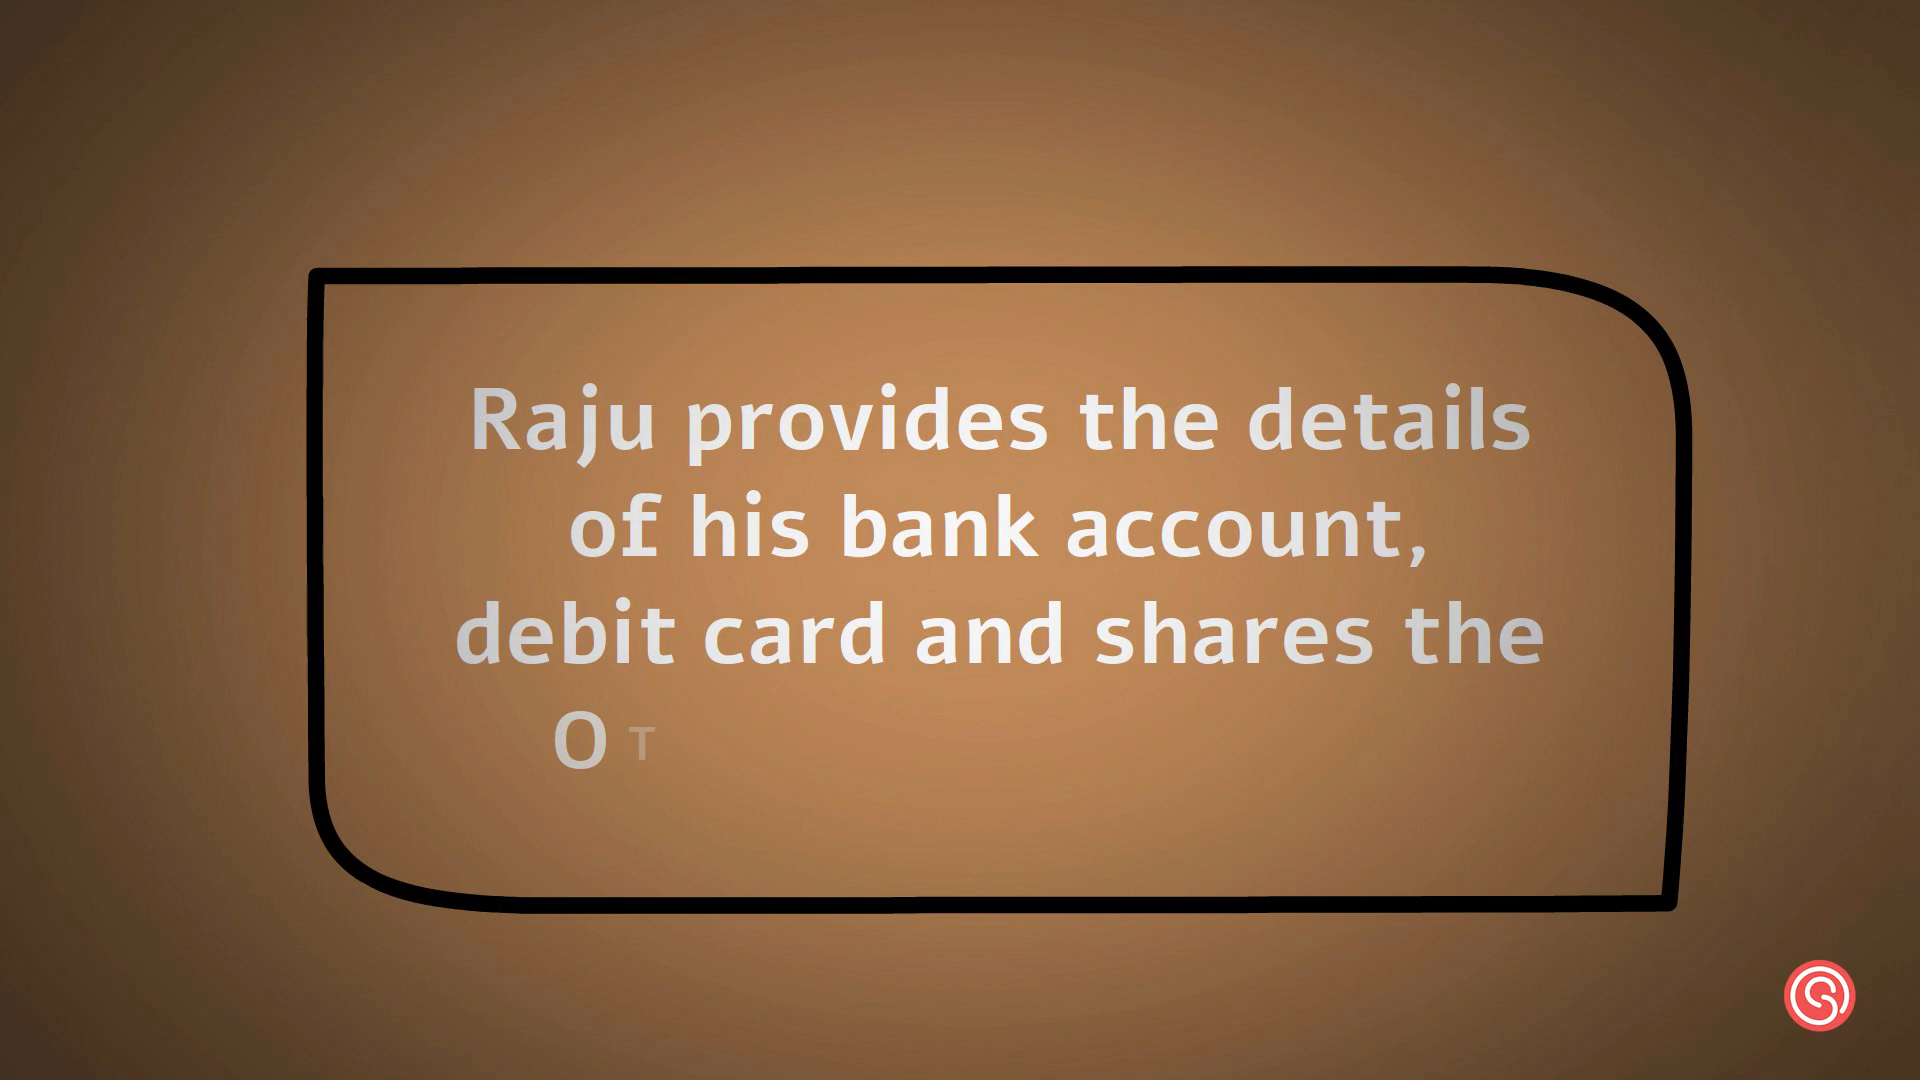 Raju provides the details
of his bank account,
debit card and shares the
O T